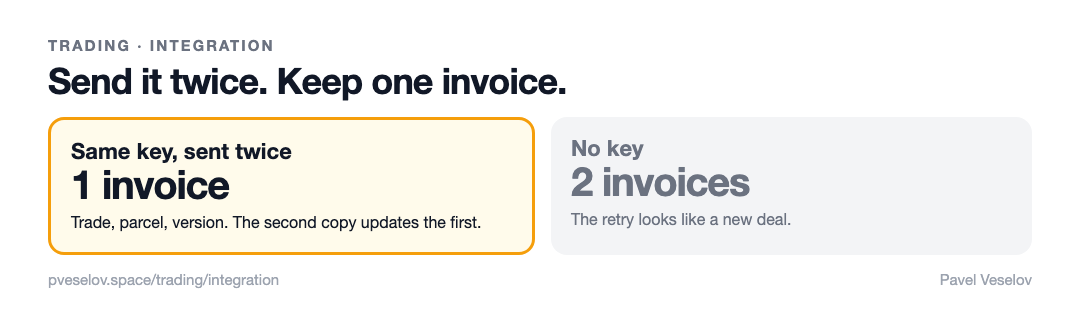 TRADING · INTEGRATION
Send it twice. Keep one invoice.
Same key, sent twice
1 invoice
Trade, parcel, version. The second copy updates the first.
No key
2 invoices
The retry looks like a new deal.
pveselov.space/trading/integration
Pavel Veselov